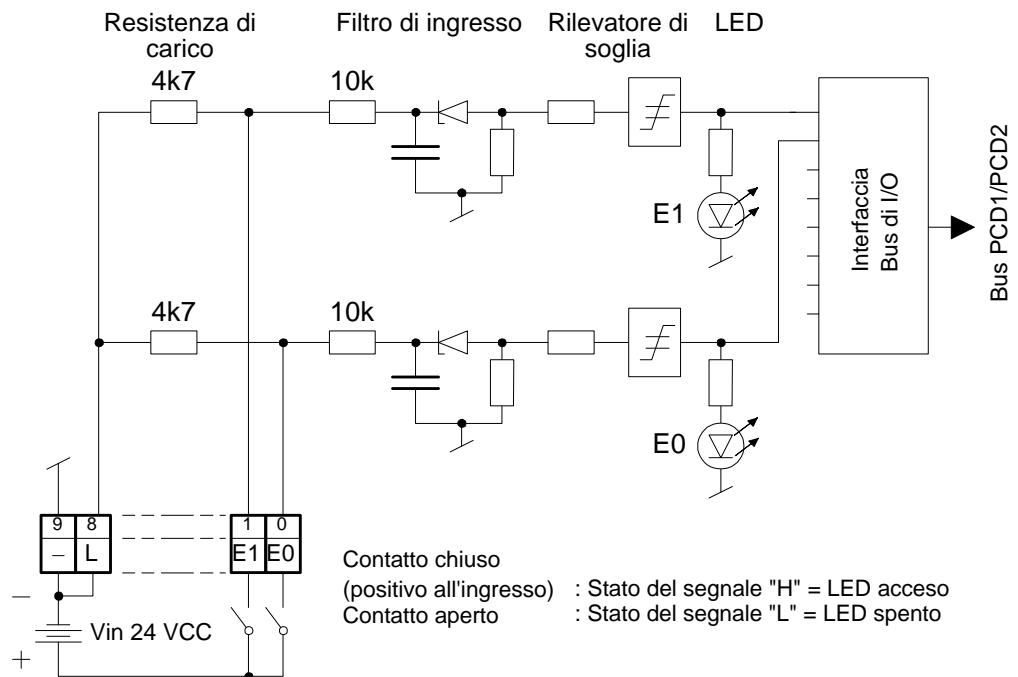 Resistenza di
carico
Filtro di ingresso
Rilevatore di
soglia
LED
4k7
10k
E1
Interfaccia
Bus di I/O
Bus PCD1/PCD2
4k7
10k
E0
9 8
1 0
– L
E1 E0
–
Vin 24 VCC
+
Contatto chiuso
(positivo all'ingresso) : Stato del segnale "H" = LED acceso
Contatto aperto : Stato del segnale "L" = LED spento